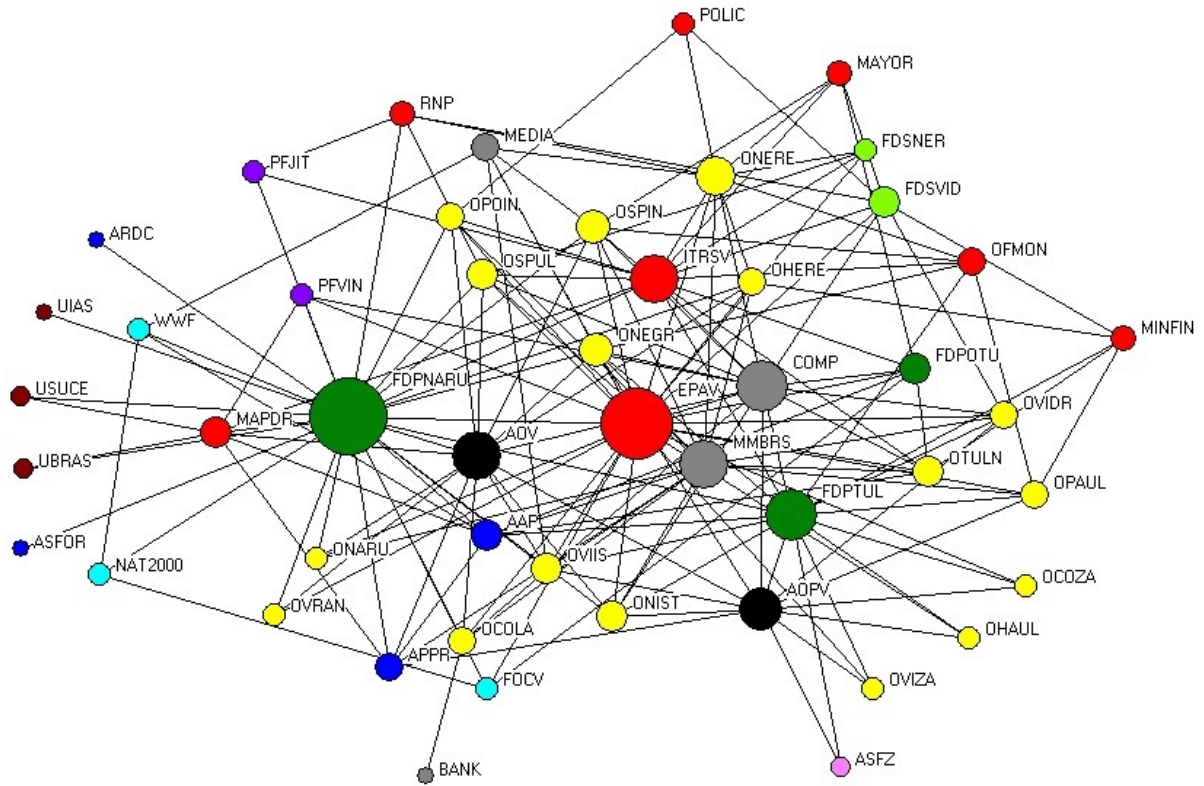 POLIC
MAYOR
RNP
MEDIA
FDSNER
PFJIT
ONERE
FDSVID
OPOIN
OSPIN
ARDC
OSPUL
ITRSV
OHERE
OFMON
PFVIN
UIAS
WWF
ONEGR
MINFIN
FDPNARU
EPAV
COMP
FDPOTU
USUCE
MAPDR
AOV
MMBRS
OVIDR
UBRAS
OTULN
FDPTUL
OPAUL
ASFOR
AAP
ONARU
NAT2000
OVIIS
AOPV
OCOZA
OVRAN
OCOLA
ONIST
OHAUL
APPR
FOCV
OVIZA
BANK
ASFZ